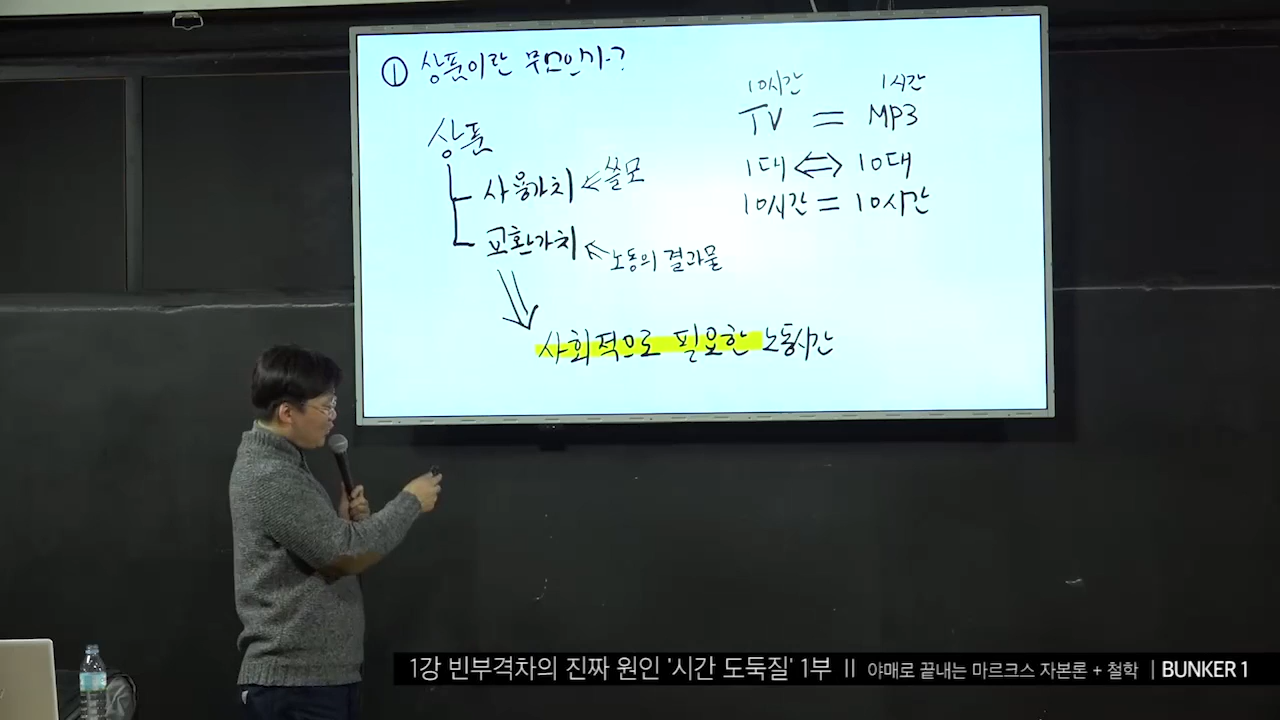 ① 상품이란 무엇인가?
상품
사용가치 ← 쓸모
교환가치 ← 노동의 결과물
사회적으로 필요한 노동시간
10시간 1시간
TV = MP3
1대 ⇔ 10대
10시간 = 10시간
1강 빈부격차의 진짜 원인 '시간 도둑질' 1부 II 야매로 끝내는 마르크스 자본론 + 철학 | BUNKER 1